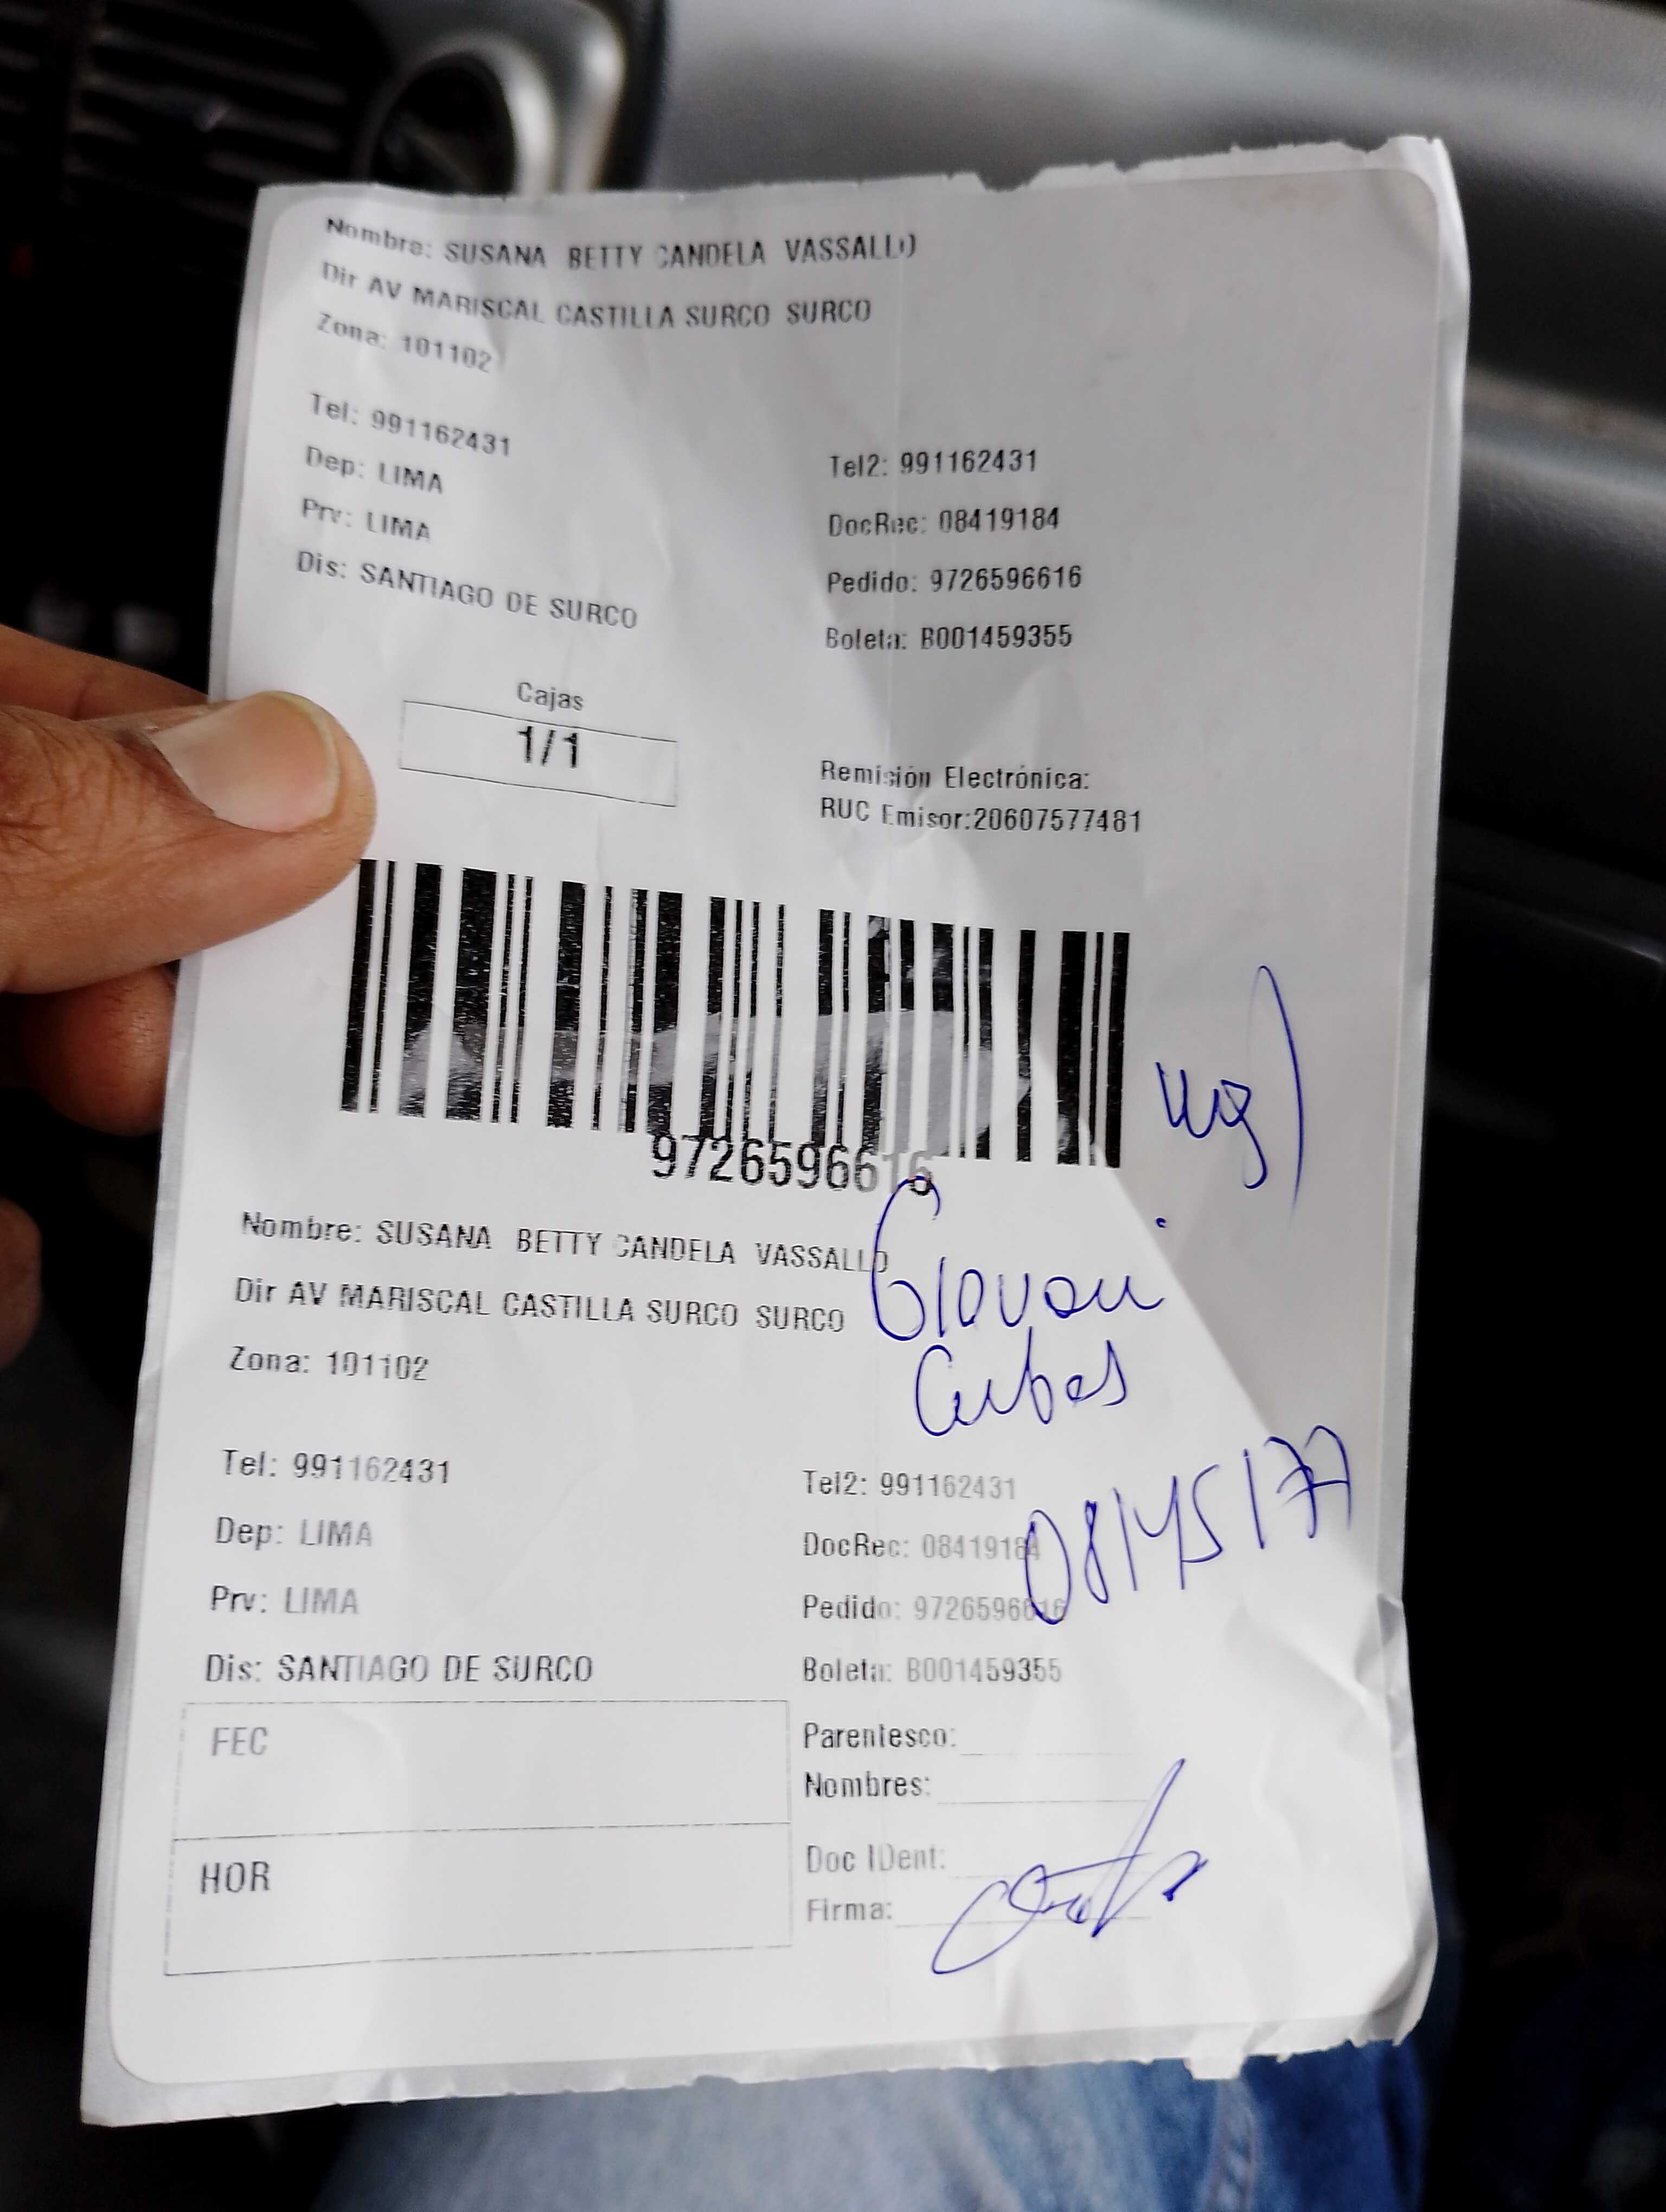 Nombre: SUSANA BETTY CANDELA VASSALLO
Dir AV MARISCAL CASTILLA SURCO SURCO
Zona: 101102
Tel: 991162431
Tel2: 991162431
Dep: LIMA
DocRec: 08419184
Prv: LIMA
Pedido: 9726596616
Dis: SANTIAGO DE SURCO
Boleta: B001459355
Cajas
1/1
Remisión Electrónica:
RUC Emisor:20607577481
9726596616
Nombre: SUSANA BETTY CANDELA VASSALLO
Dir AV MARISCAL CASTILLA SURCO SURCO
Giovani
Cubas
Zona: 101102
08145177
Tel: 991162431
Tel2: 991162431
Dep: LIMA
DocRec: 08419184
Prv: LIMA
Pedido: 9726596616
Dis: SANTIAGO DE SURCO
Boleta: B001459355
FEC
Parentesco:
Nombres:
HOR
Doc IDent:
Firma: